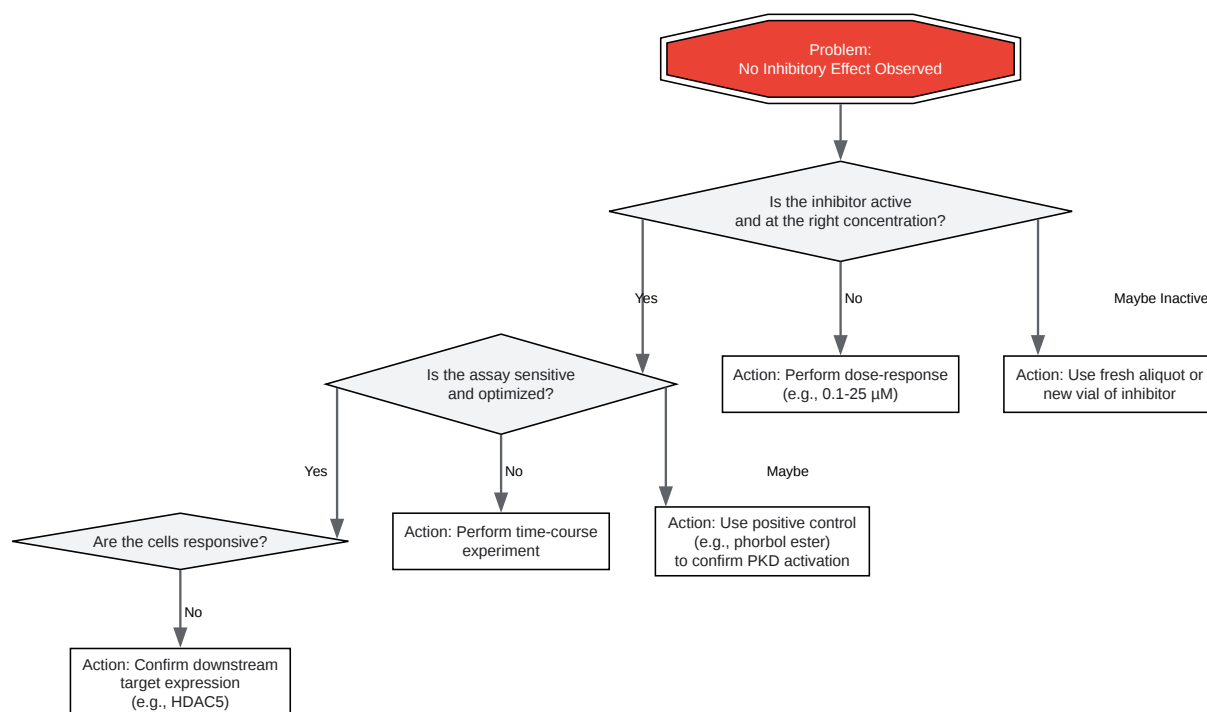 Problem:
No Inhibitory Effect Observed
Is the inhibitor active
and at the right concentration?
Yes
No
Maybe Inactive
Is the assay sensitive
and optimized?
Action: Perform dose-response
(e.g., 0.1-25 µM)
Action: Use fresh aliquot or
new vial of inhibitor
Yes
No
Maybe
Are the cells responsive?
Action: Perform time-course
experiment
Action: Use positive control
(e.g., phorbol ester)
to confirm PKD activation
No
Action: Confirm downstream
target expression
(e.g., HDAC5)